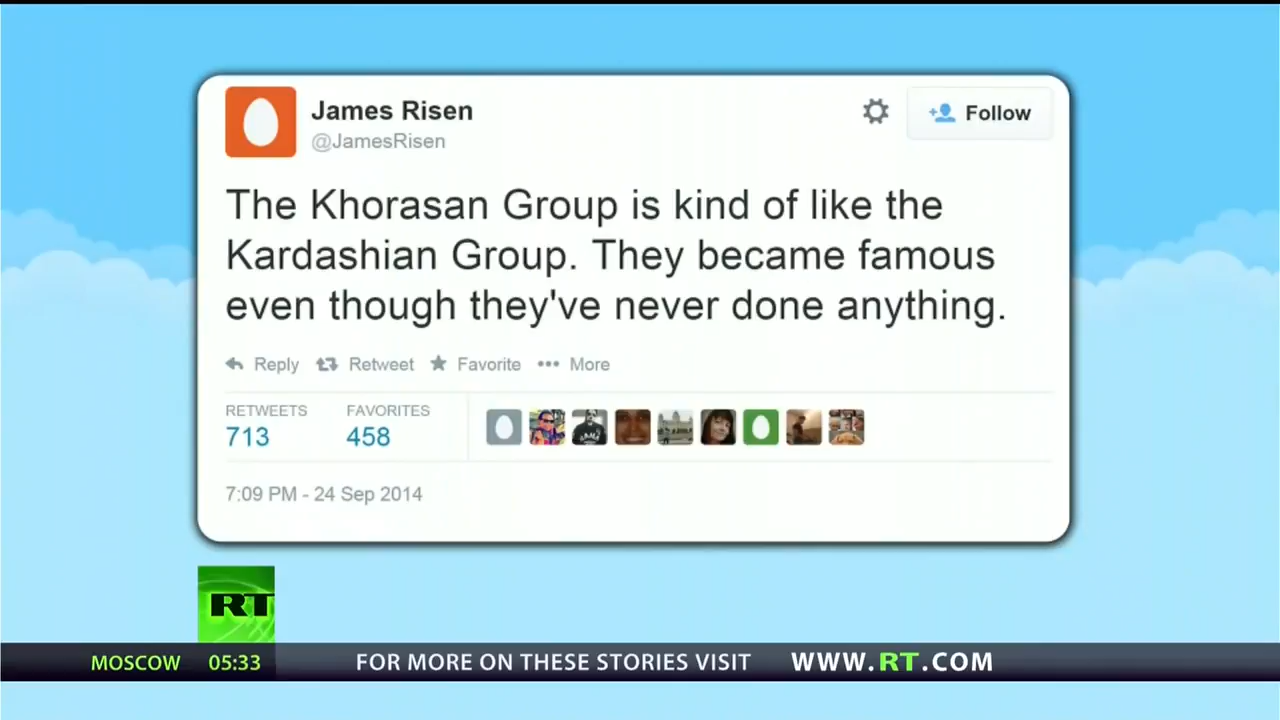 James Risen
@JamesRisen
Follow
The Khorasan Group is kind of like the
Kardashian Group. They became famous
even though they've never done anything.
Reply Retweet Favorite More
RETWEETS FAVORITES
713 458
7:09 PM - 24 Sep 2014
RT
MOSCOW 05:33 FOR MORE ON THESE STORIES VISIT WWW.RT.COM